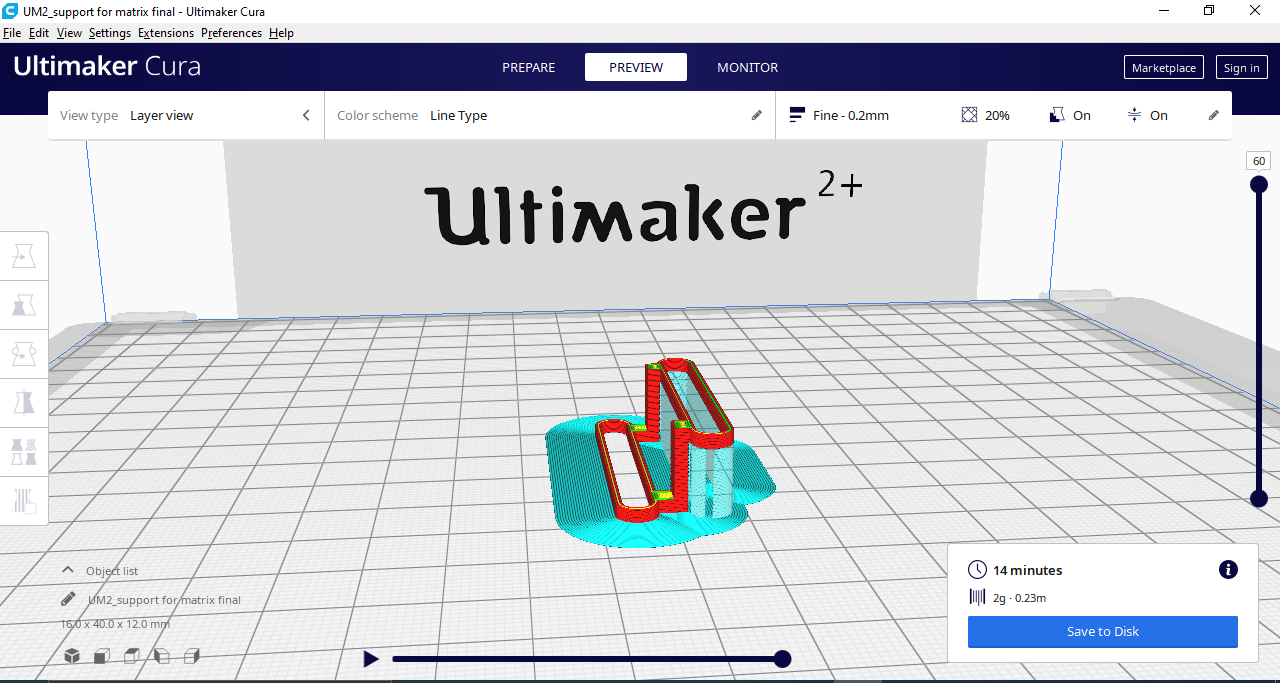 UM2_support for matrix final - Ultimaker Cura
File Edit View Settings Extensions Preferences Help
Ultimaker Cura
PREPARE
PREVIEW
MONITOR
Marketplace
Sign in
View type Layer view
Color scheme Line Type
Fine - 0.2mm
20%
On
On
Ultimaker 2+
60
Object list
UM2_support for matrix final
16.0 x 40.0 x 12.0 mm
14 minutes
2g · 0.23m
Save to Disk